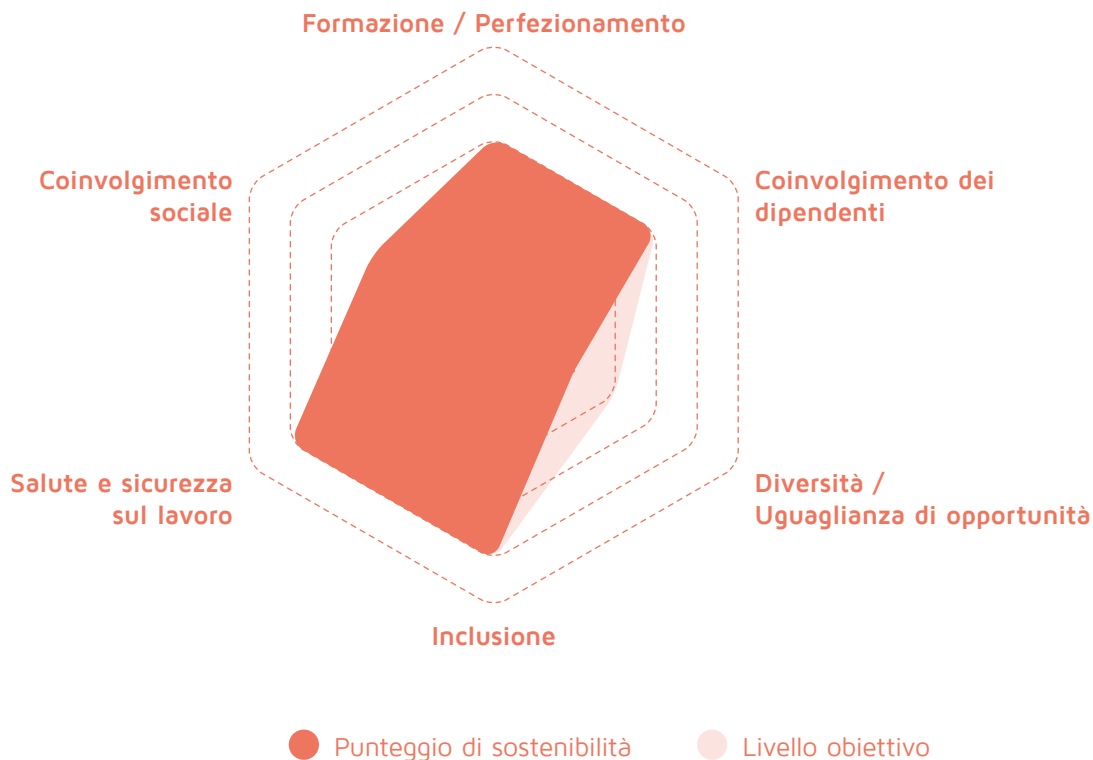 Formazione / Perfezionamento
Coinvolgimento
sociale
Coinvolgimento dei
dipendenti
Salute e sicurezza
sul lavoro
Diversità /
Uguaglianza di opportunità
Inclusione
Punteggio di sostenibilità
Livello obiettivo